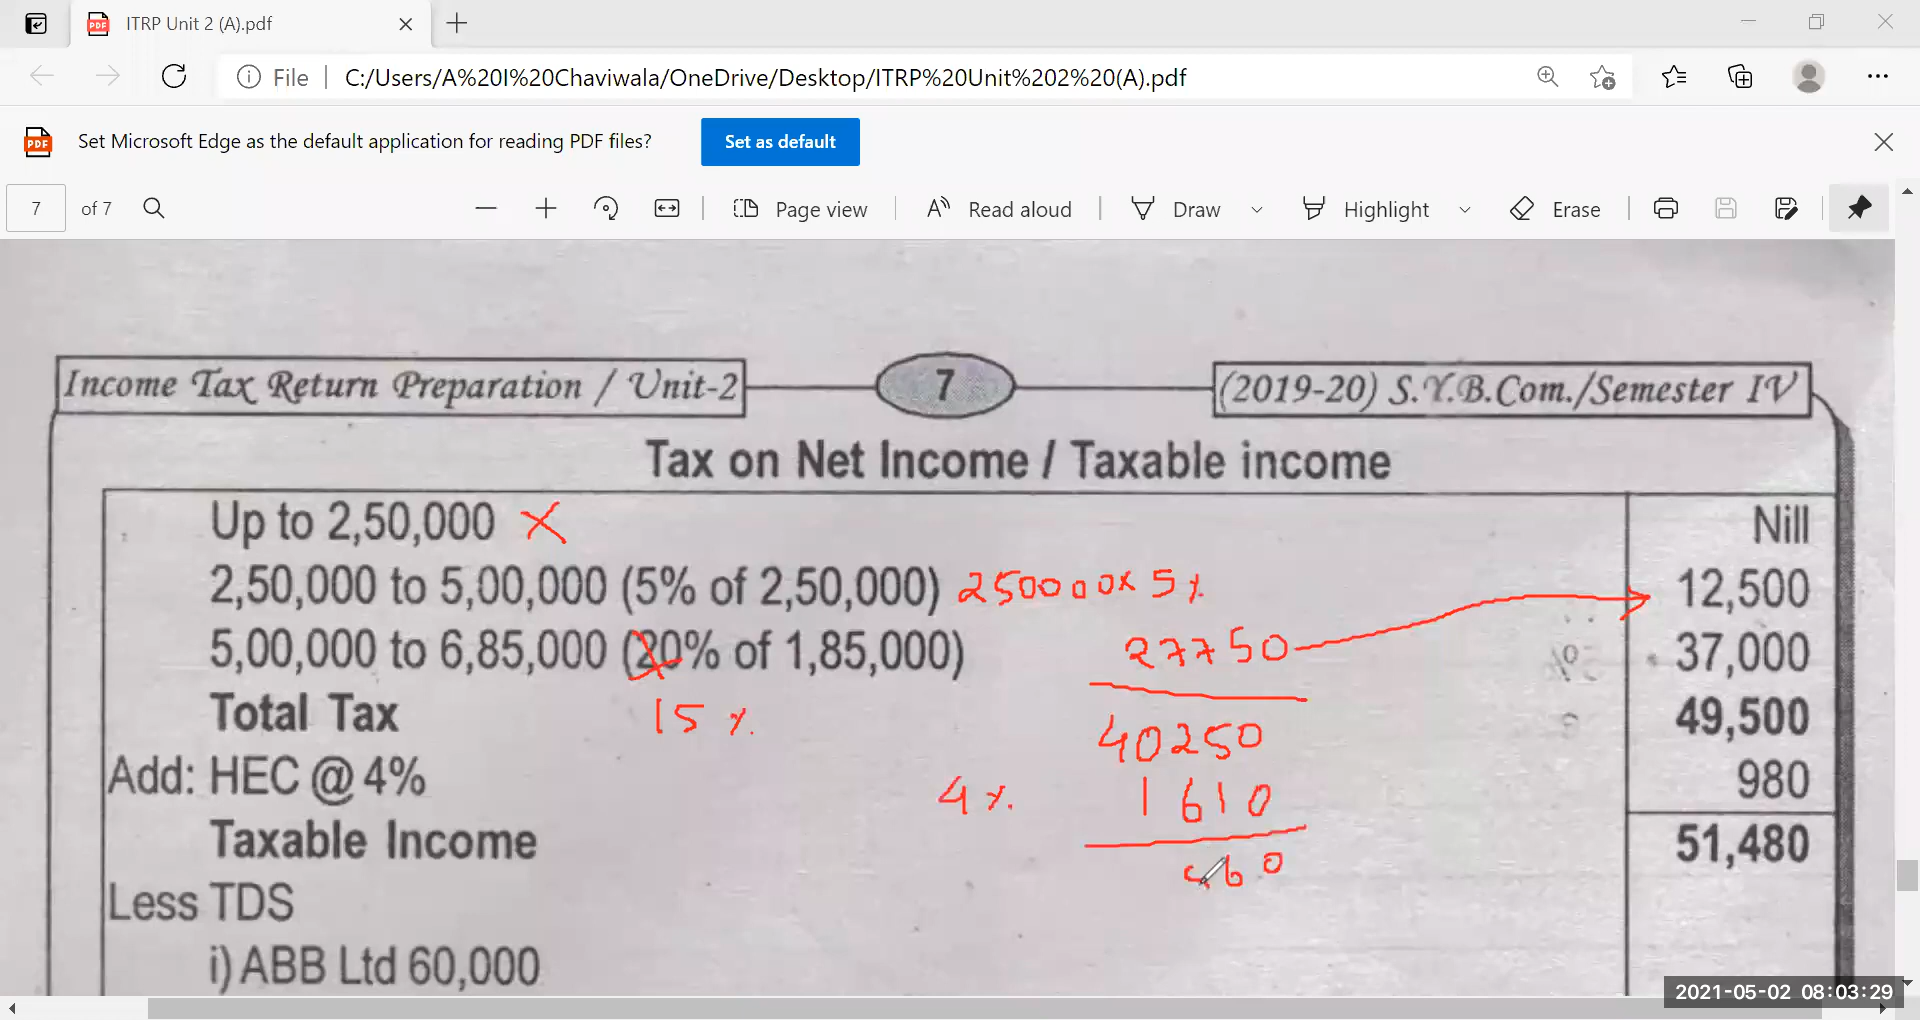 ITRP Unit 2 (A).pdf
File | C:/Users/A%20I%20Chaviwala/OneDrive/Desktop/ITRP%20Unit%202%20(A).pdf
PDF Set Microsoft Edge as the default application for reading PDF files? Set as default
7 of 7 Page view Read aloud Draw Highlight Erase
Income Tax Return Preparation / Unit-2 7 (2019-20) S.Y.B.Com./Semester IV
Tax on Net Income / Taxable income
Up to 2,50,000 X Nill
2,50,000 to 5,00,000 (5% of 2,50,000) 250000x 5% 12,500
5,00,000 to 6,85,000 (20% of 1,85,000) 27750 37,000
Total Tax 15 % 40250 49,500
Add: HEC @ 4% 4 %. 1610 980
Taxable Income 51,480
60
Less TDS
i) ABB Ltd 60,000
2021-05-02 08:03:29